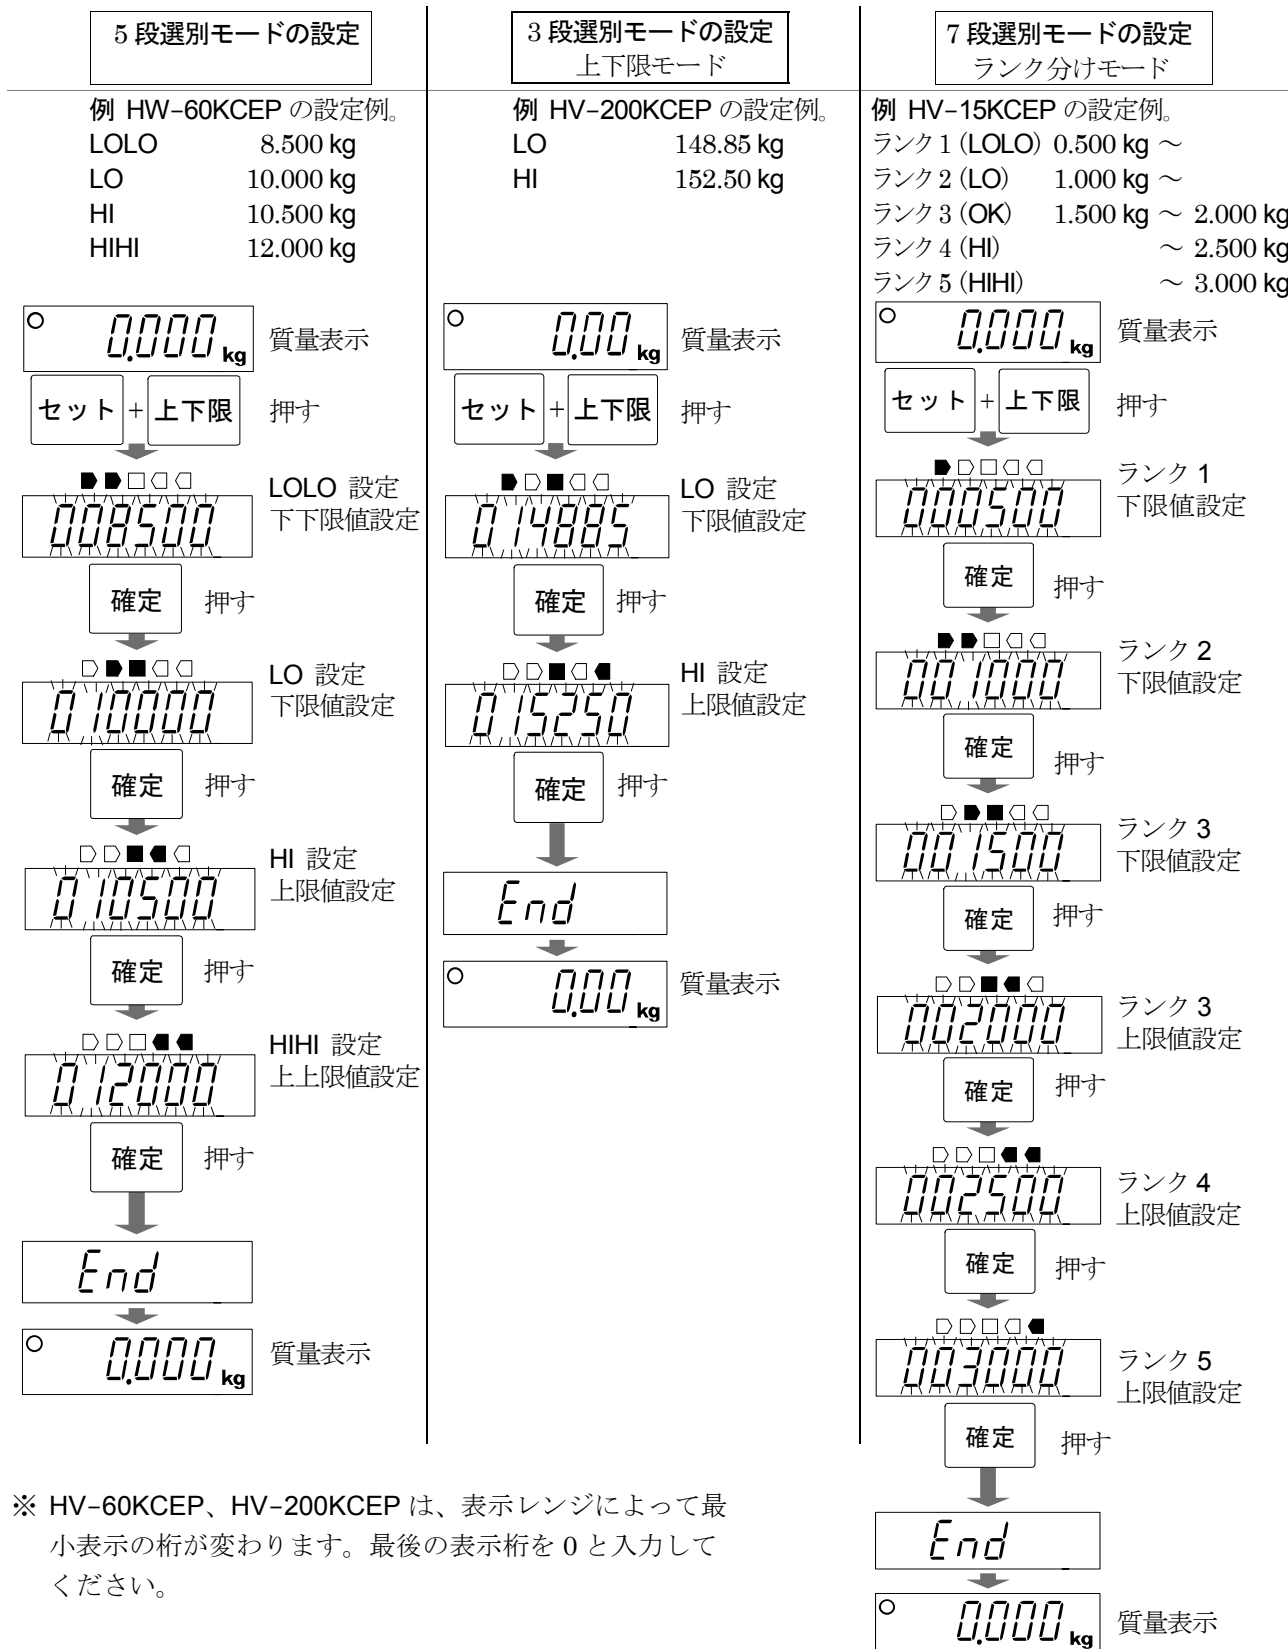 5 段選別モードの設定
例 HW-60KCEP の設定例。
LOLO 8.500 kg
LO 10.000 kg
HI 10.500 kg
HIHI 12.000 kg
0.000 kg 質量表示
セット + 上下限 押す
008500 LOLO 設定
下下限値設定
確定 押す
010000 LO 設定
下限値設定
確定 押す
010500 HI 設定
上限値設定
確定 押す
012000 HIHI 設定
上上限値設定
確定 押す
End
0.000 kg 質量表示
3 段選別モードの設定
上下限モード
例 HV-200KCEP の設定例。
LO 148.85 kg
HI 152.50 kg
0.00 kg 質量表示
セット + 上下限 押す
014885 LO 設定
下限値設定
確定 押す
015250 HI 設定
上限値設定
確定 押す
End
0.00 kg 質量表示
7 段選別モードの設定
ランク分けモード
例 HV-15KCEP の設定例。
ランク 1 (LOLO) 0.500 kg ～
ランク 2 (LO) 1.000 kg ～
ランク 3 (OK) 1.500 kg ～ 2.000 kg
ランク 4 (HI) ～ 2.500 kg
ランク 5 (HIHI) ～ 3.000 kg
0.000 kg 質量表示
セット + 上下限 押す
000500 ランク 1
下限値設定
確定 押す
001000 ランク 2
下限値設定
確定 押す
001500 ランク 3
下限値設定
確定 押す
002000 ランク 3
上限値設定
確定 押す
002500 ランク 4
上限値設定
確定 押す
003000 ランク 5
上限値設定
確定 押す
End
0.000 kg 質量表示
※ HV-60KCEP、HV-200KCEP は、表示レンジによって最
小表示の桁が変わります。最後の表示桁を 0 と入力して
ください。